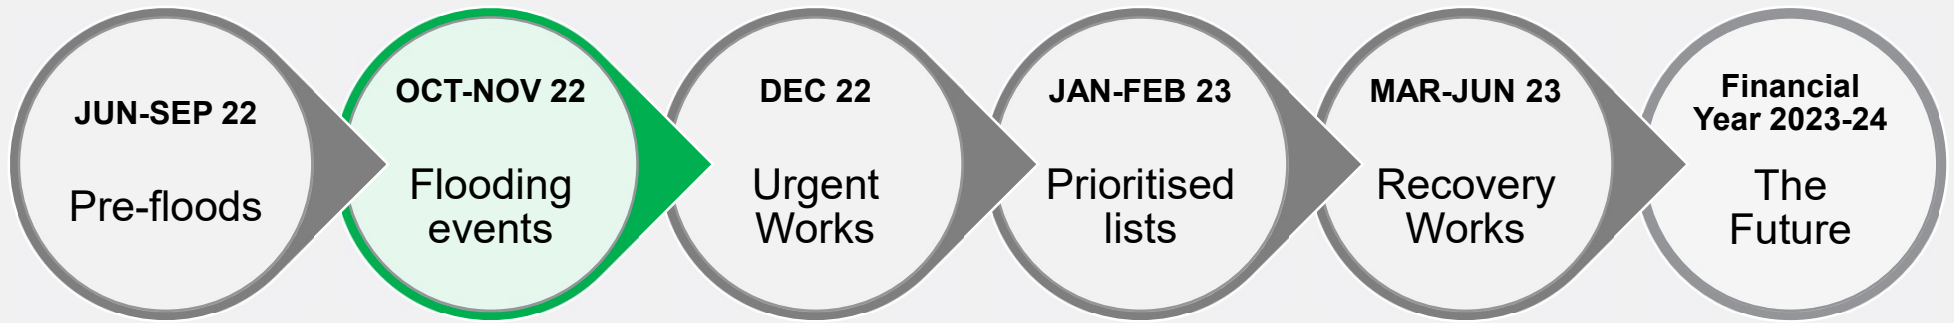 JUN-SEP 22
Pre-floods
OCT-NOV 22
Flooding
events
DEC 22
Urgent
Works
JAN-FEB 23
Prioritised
lists
MAR-JUN 23
Recovery
Works
Financial
Year 2023-24
The
Future